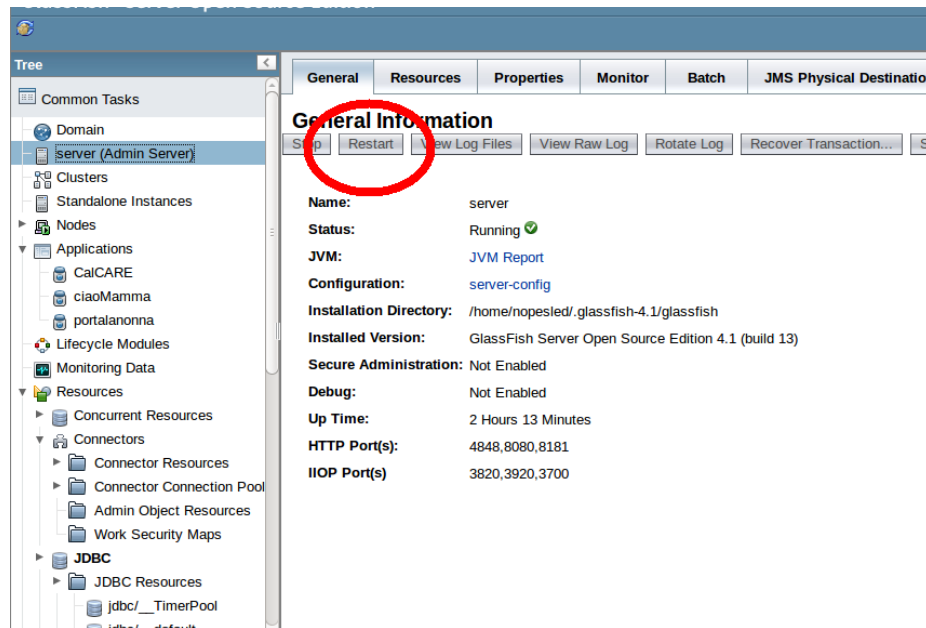 Tree
Common Tasks
Domain
server (Admin Server)
Clusters
Standalone Instances
Nodes
Applications
CalCARE
ciaoMamma
portalanonna
Lifecycle Modules
Monitoring Data
Resources
Concurrent Resources
Connectors
Connector Resources
Connector Connection Pool
Admin Object Resources
Work Security Maps
JDBC
JDBC Resources
jdbc/__TimerPool
General Resources Properties Monitor Batch JMS Physical Destinatio
General Information
Stop Restart View Log Files View Raw Log Rotate Log Recover Transaction... S
Name: server
Status: Running
JVM: JVM Report
Configuration: server-config
Installation Directory: /home/nopesled/.glassfish-4.1/glassfish
Installed Version: GlassFish Server Open Source Edition 4.1 (build 13)
Secure Administration: Not Enabled
Debug: Not Enabled
Up Time: 2 Hours 13 Minutes
HTTP Port(s): 4848,8080,8181
IIOP Port(s) 3820,3920,3700